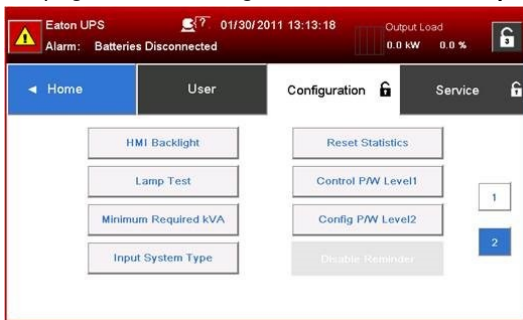 Eaton UPS
01/30/2011 13:13:18
Output Load
Alarm: Batteries Disconnected
0.0 kW 0.0 %
Home
User
Configuration
Service
HMI Backlight
Reset Statistics
Lamp Test
Control P/W Level1
1
Minimum Required kVA
Config P/W Level2
2
Input System Type
Disable Reminder